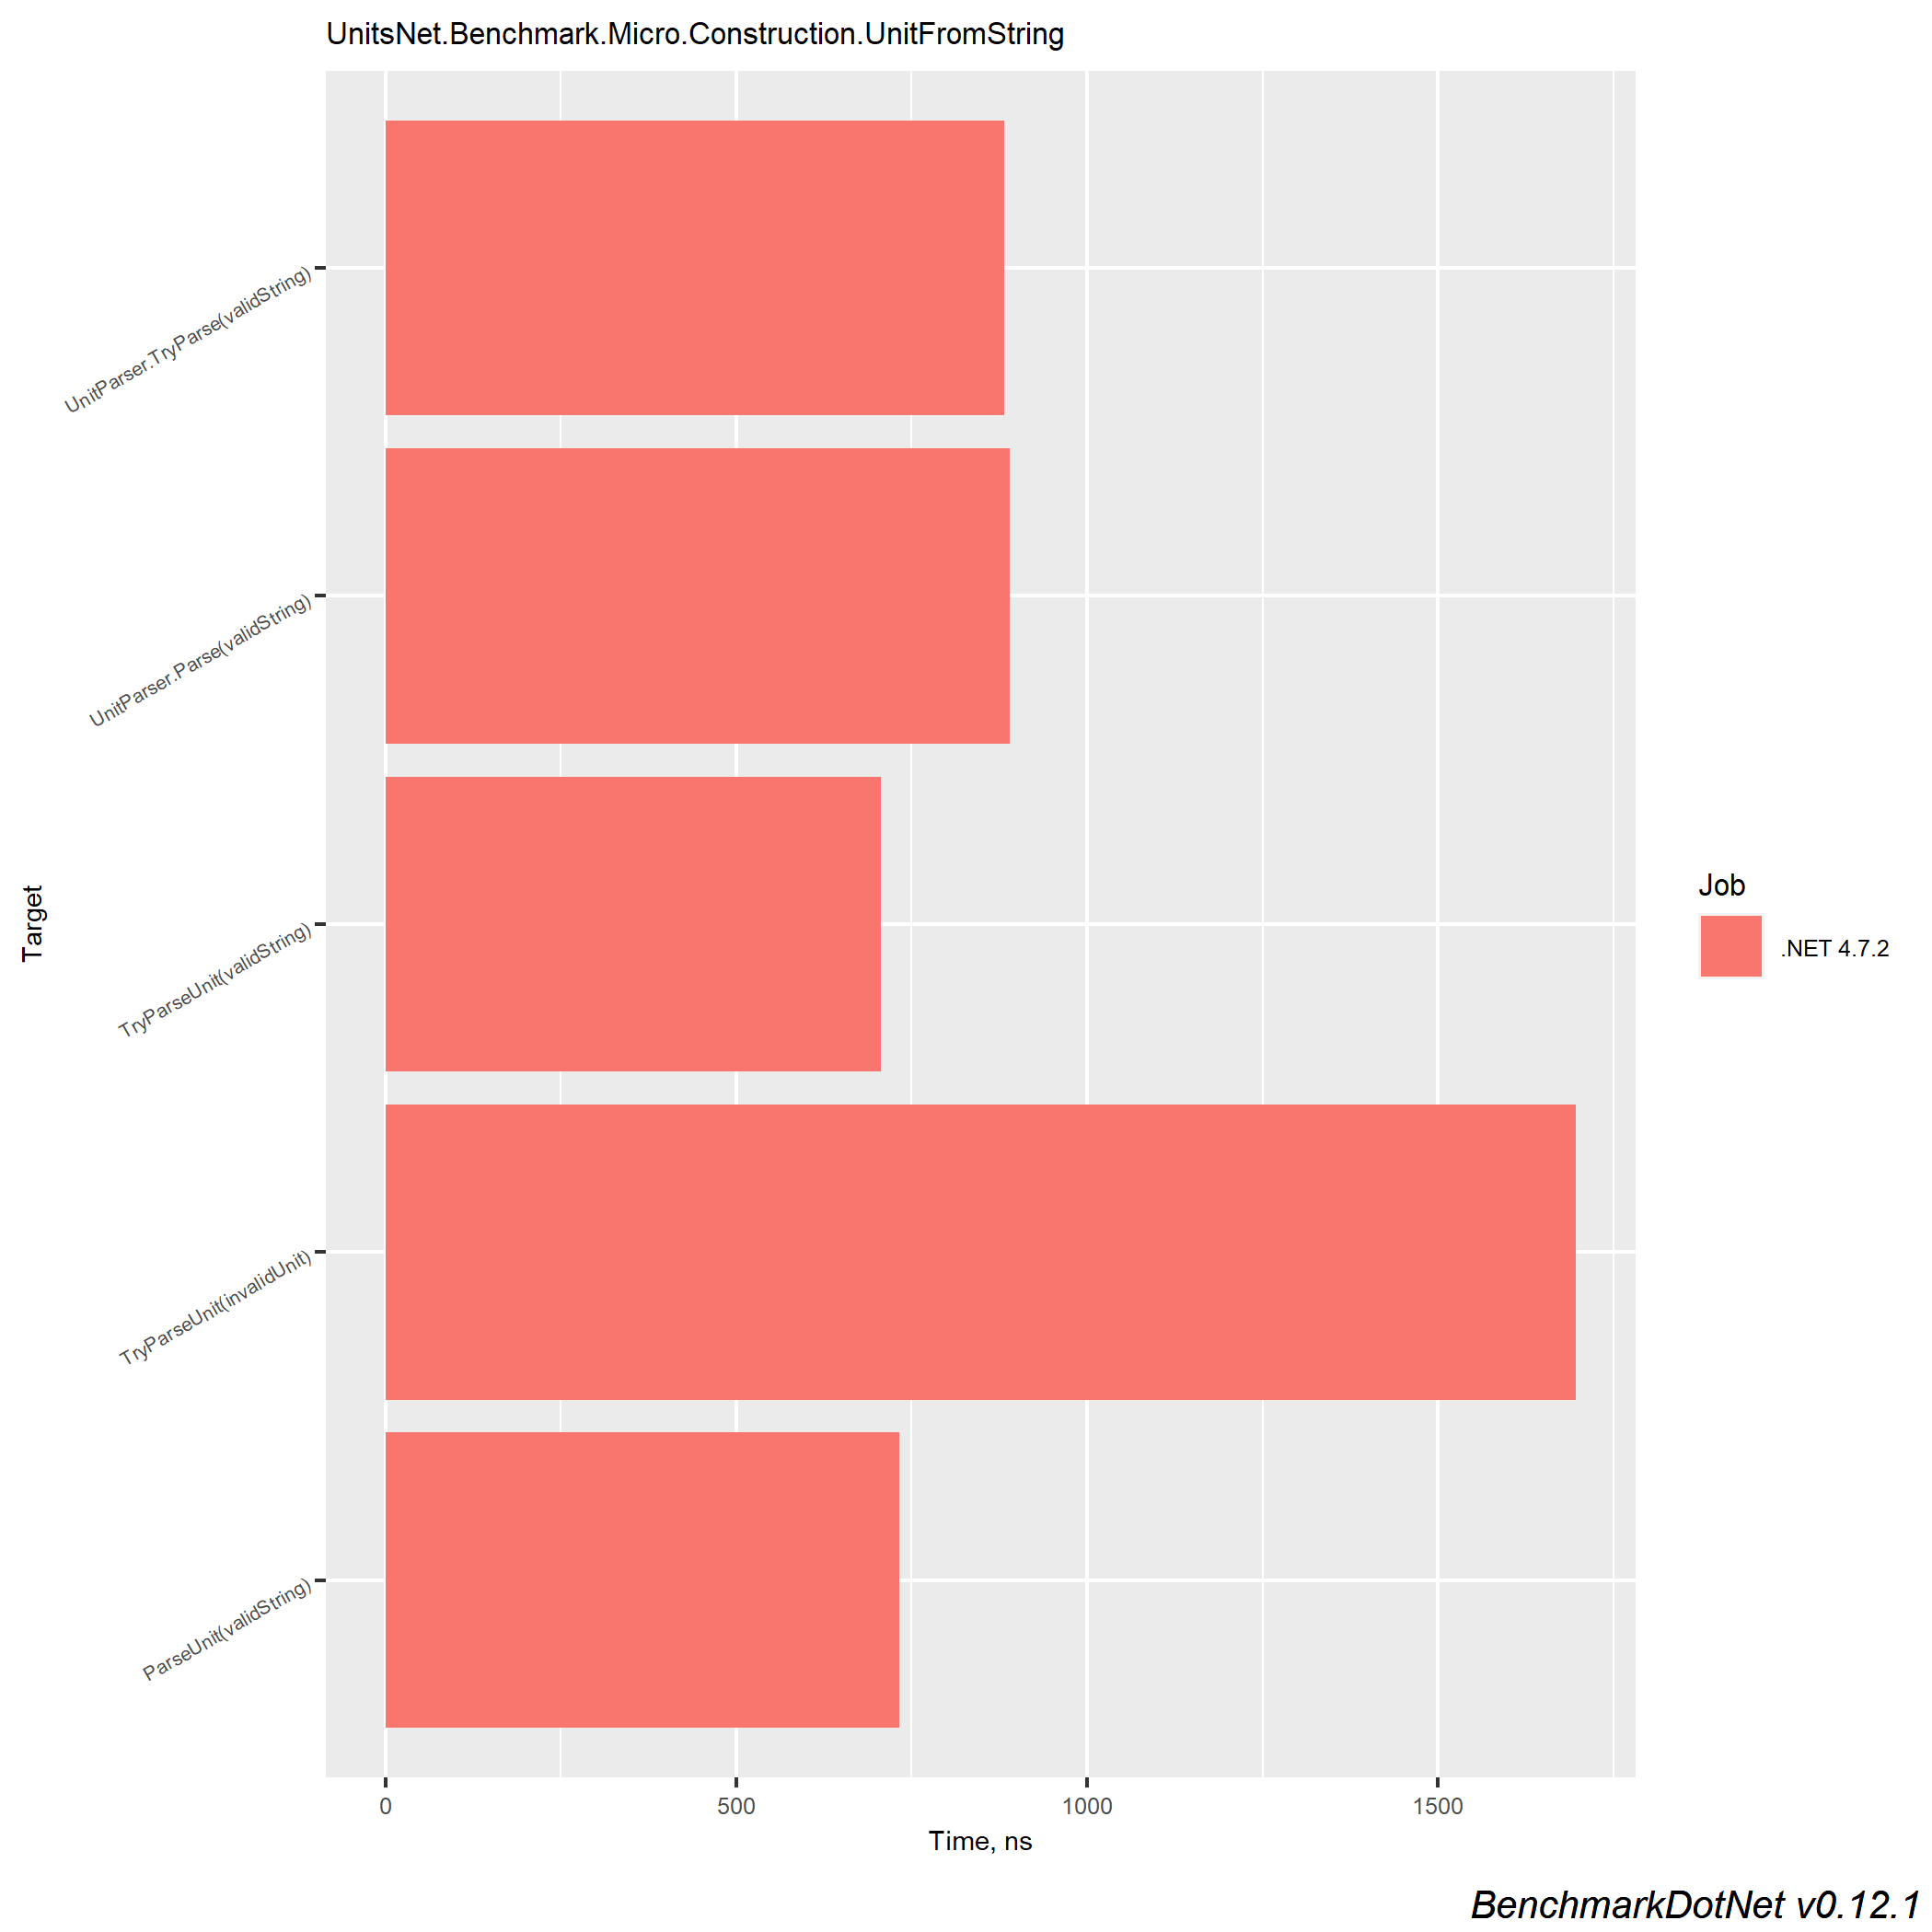 UnitsNet.Benchmark.Micro.Construction.UnitFromString
UnitParser.TryParse(validString)
UnitParser.Parse(validString)
TryParseUnit(validString)
TryParseUnit(invalidUnit)
ParseUnit(validString)
Target
0
500
1000
1500
Time, ns
Job
.NET 4.7.2
BenchmarkDotNet v0.12.1